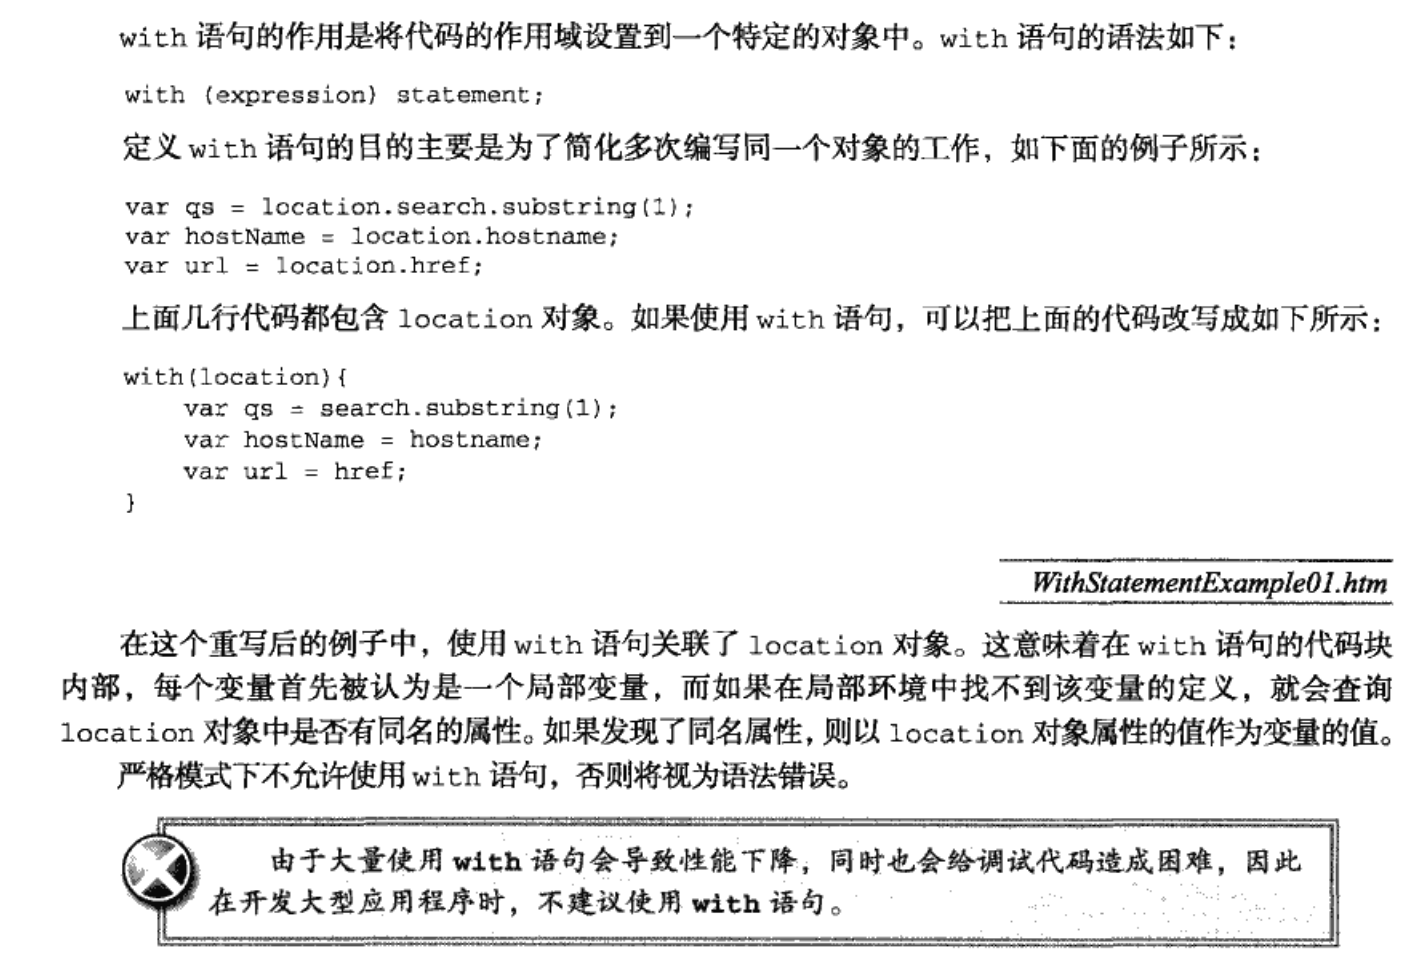 with 语句的作用是将代码的作用域设置到一个特定的对象中。with 语句的语法如下：
with (expression) statement;
定义 with 语句的目的主要是为了简化多次编写同一个对象的工作，如下面的例子所示：
var qs = location.search.substring(1);
var hostName = location.hostname;
var url = location.href;
上面几行代码都包含 location 对象。如果使用 with 语句，可以把上面的代码改写成如下所示：
with(location){
    var qs = search.substring(1);
    var hostName = hostname;
    var url = href;
}
WithStatementExample01.htm
在这个重写后的例子中，使用 with 语句关联了 location 对象。这意味着在 with 语句的代码块
内部，每个变量首先被认为是一个局部变量，而如果在局部环境中找不到该变量的定义，就会查询
location 对象中是否有同名的属性。如果发现了同名属性，则以 location 对象属性的值作为变量的值。
严格模式下不允许使用 with 语句，否则将视为语法错误。
由于大量使用 with 语句会导致性能下降，同时也会给调试代码造成困难，因此
在开发大型应用程序时，不建议使用 with 语句。